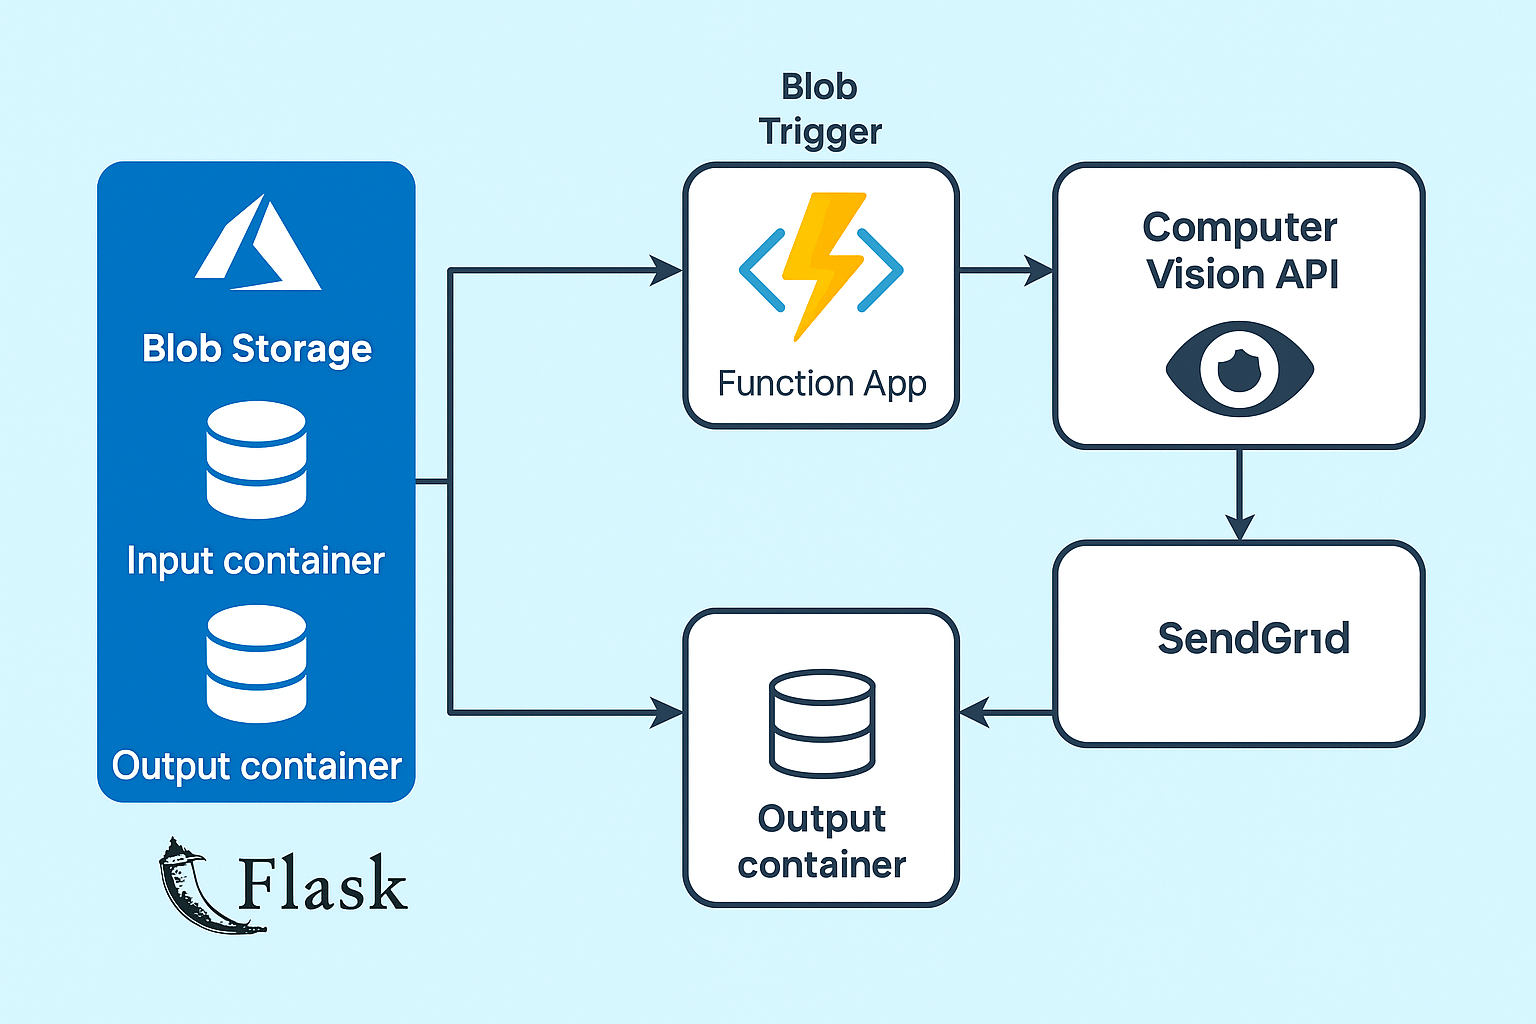 Blob
Trigger
Blob Storage
Input container
Output container
Function App
Computer
Vision API
SendGrıd
Output
container
Flask